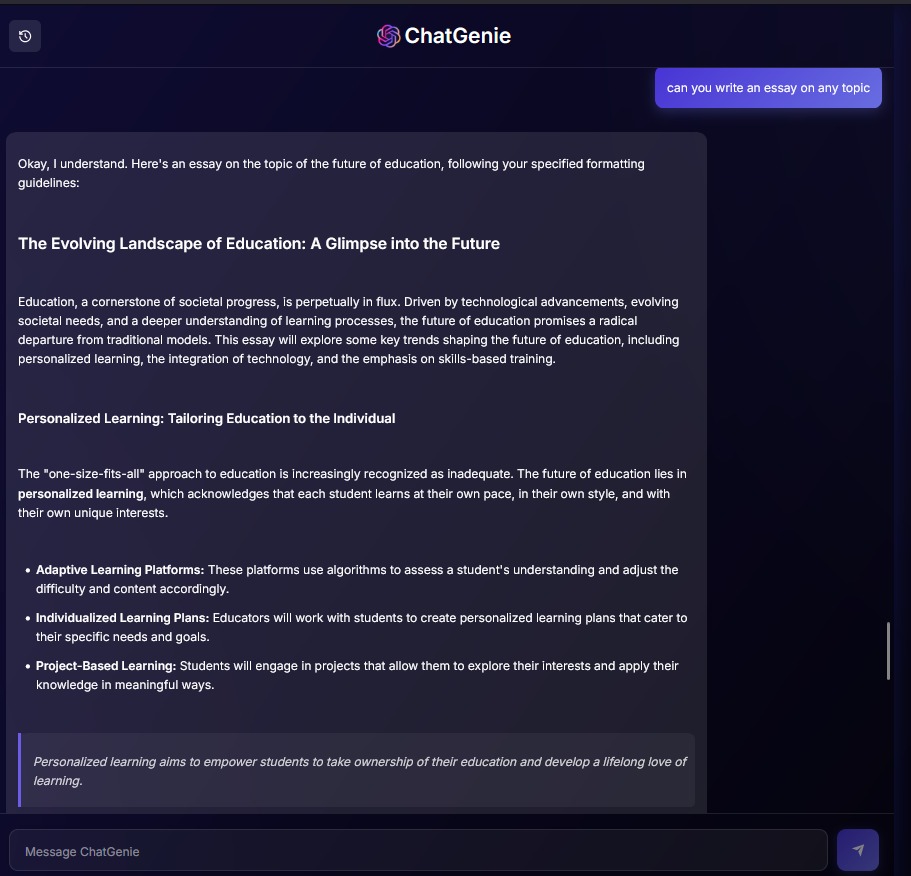 ChatGenie
can you write an essay on any topic
Okay, I understand. Here's an essay on the topic of the future of education, following your specified formatting
guidelines:
The Evolving Landscape of Education: A Glimpse into the Future
Education, a cornerstone of societal progress, is perpetually in flux. Driven by technological advancements, evolving
societal needs, and a deeper understanding of learning processes, the future of education promises a radical
departure from traditional models. This essay will explore some key trends shaping the future of education, including
personalized learning, the integration of technology, and the emphasis on skills-based training.
Personalized Learning: Tailoring Education to the Individual
The "one-size-fits-all" approach to education is increasingly recognized as inadequate. The future of education lies in
personalized learning, which acknowledges that each student learns at their own pace, in their own style, and with
their own unique interests.
• Adaptive Learning Platforms: These platforms use algorithms to assess a student's understanding and adjust the
difficulty and content accordingly.
• Individualized Learning Plans: Educators will work with students to create personalized learning plans that cater to
their specific needs and goals.
• Project-Based Learning: Students will engage in projects that allow them to explore their interests and apply their
knowledge in meaningful ways.
Personalized learning aims to empower students to take ownership of their education and develop a lifelong love of
learning.
Message ChatGenie